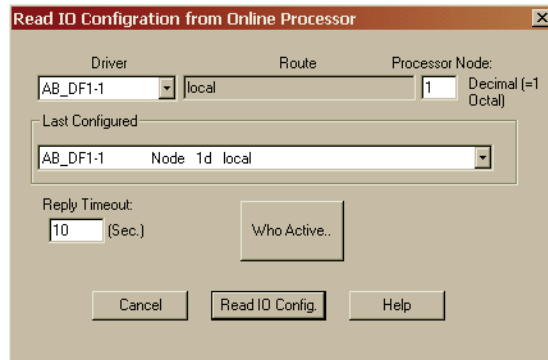 Read IO Configration from Online Processor
Driver Route Processor Node:
AB_DF1-1 local 1 Decimal (=1
Octal)
Last Configured
AB_DF1-1 Node 1d local
Reply Timeout:
10 (Sec.) Who Active..
Cancel Read IO Config. Help